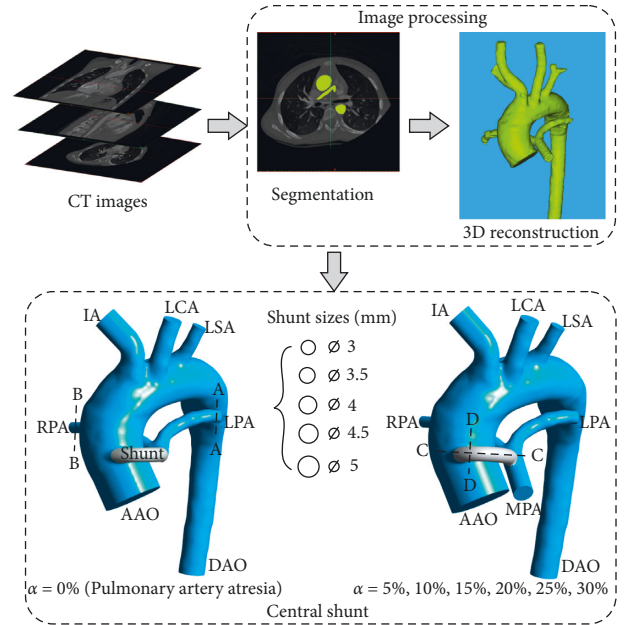 Image processing
CT images
Segmentation
3D reconstruction
IA
LCA
LSA
B
A
RPA
LPA
B
Shunt
A
AAO
DAO
α = 0% (Pulmonary artery atresia)
Shunt sizes (mm)
Ø 3
Ø 3.5
Ø 4
Ø 4.5
Ø 5
IA
LCA
LSA
RPA
D
LPA
C
C
D
AAO
MPA
DAO
α = 5%, 10%, 15%, 20%, 25%, 30%
Central shunt